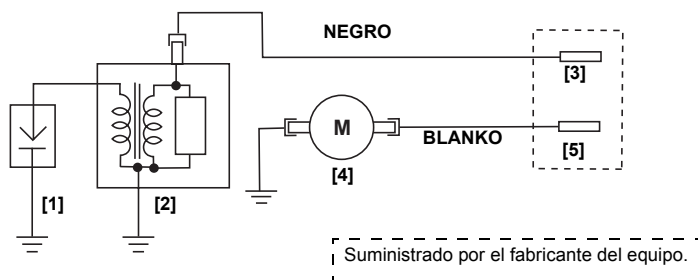 NEGRO
[3]
M
BLANKO
[1]
[2]
[4]
[5]
Suministrado por el fabricante del equipo.